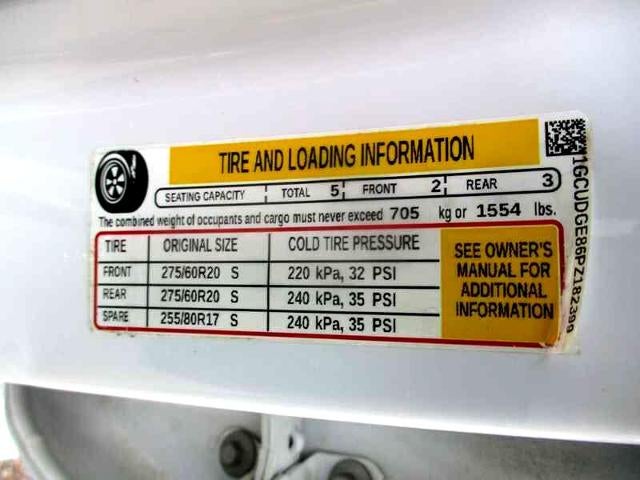 TIRE AND LOADING INFORMATION
SEATING CAPACITY TOTAL 5 FRONT 2 REAR 3
The combined weight of occupants and cargo must never exceed 705 kg or 1554 lbs.
TIRE ORIGINAL SIZE COLD TIRE PRESSURE
FRONT 275/60R20 S 220 kPa, 32 PSI
REAR 275/60R20 S 240 kPa, 35 PSI
SPARE 255/80R17 S 240 kPa, 35 PSI
SEE OWNER'S
MANUAL FOR
ADDITIONAL
INFORMATION
1GCUDGE86PZ182399